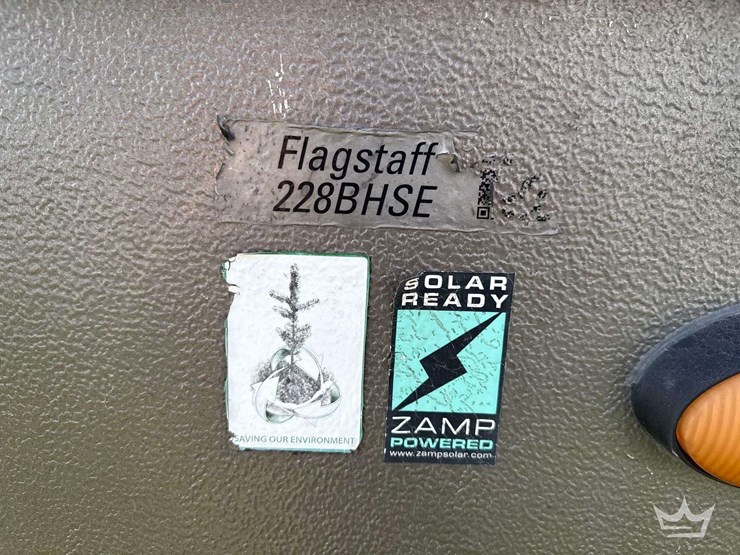 Flagstaff
228BHSE
SAVING OUR ENVIRONMENT
SOLAR
READY
ZAMP
POWERED
www.zampsolar.com